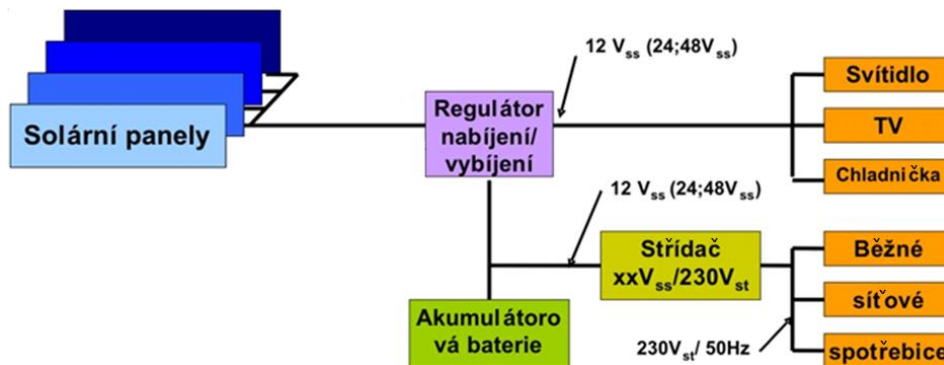 12 Vss (24;48Vss)
Solární panely
Regulátor
nabíjení/
vybíjení
Svítidlo
TV
Chladnička
12 Vss (24;48Vss)
Střídač
xxVss/230Vst
Akumulátoro
vá baterie
230Vst/ 50Hz
Běžné
síťové
spotřebice